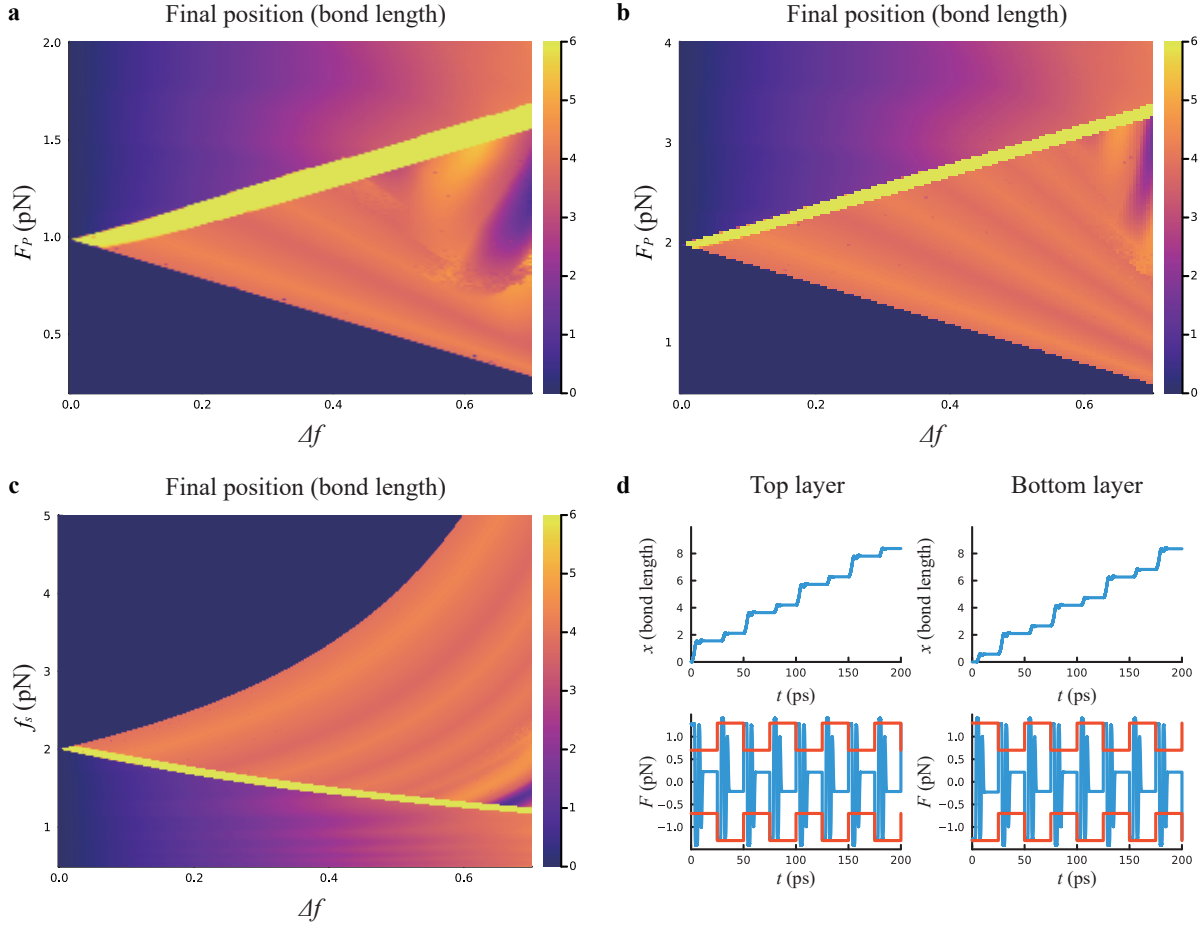 a
Final position (bond length)
2.0
1.5
1.0
0.5
F_P (pN)
0.0
0.2
0.4
0.6
Δf
6
5
4
3
2
1
0
b
Final position (bond length)
4
3
2
1
F_P (pN)
0.0
0.2
0.4
0.6
Δf
6
5
4
3
2
1
0
c
Final position (bond length)
5
4
3
2
1
f_s (pN)
0.0
0.2
0.4
0.6
Δf
6
5
4
3
2
1
0
d
Top layer
Bottom layer
x (bond length)
8
6
4
2
0
0 50 100 150 200
t (ps)
x (bond length)
8
6
4
2
0
0 50 100 150 200
t (ps)
F (pN)
1.0
0.5
0.0
−0.5
−1.0
0 50 100 150 200
t (ps)
F (pN)
1.0
0.5
0.0
−0.5
−1.0
0 50 100 150 200
t (ps)